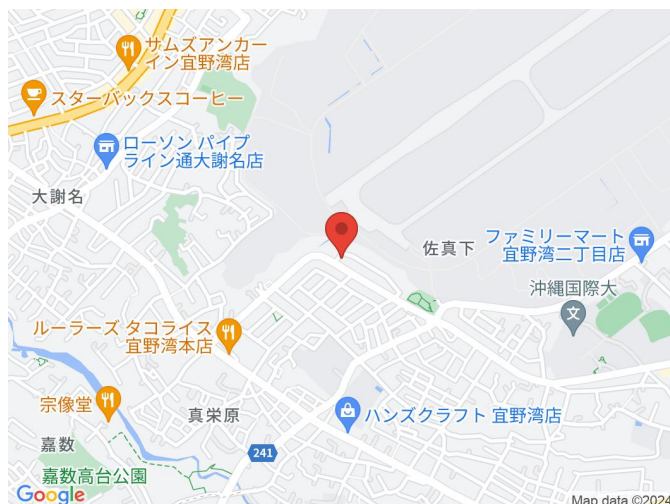 サムズアンカー
イン宜野湾店
スターバックスコーヒー
ローソン パイプ
ライン通大謝名店
大謝名
佐真下
ファミリーマート
宜野湾二丁目店
沖縄国際大
文
ルーラーズ タコライス
宜野湾本店
宗像堂
真栄原
ハンズクラフト 宜野湾店
嘉数
241
嘉数高台公園
Google
Map data ©2024